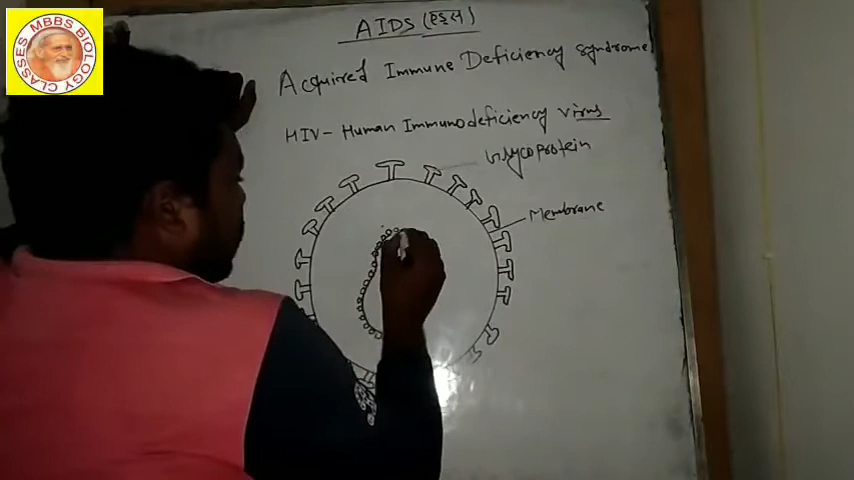 MBBS BIOLOGY CLASSES
AIDS (एड्स)
Acquired Immune Deficiency syndrome
HIV- Human Immunodeficiency virus
Glycoprotein
Membrane